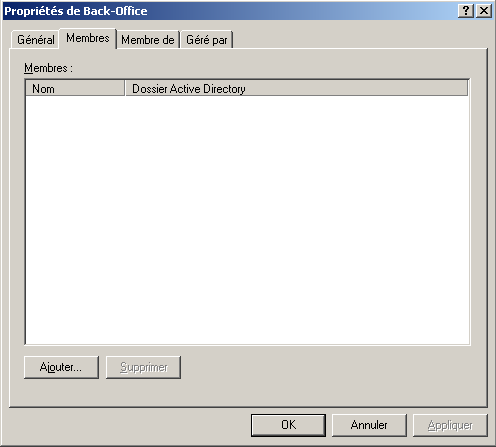 Propriétés de Back-Office
Général Membres Membre de Géré par
Membres :
Nom Dossier Active Directory
Ajouter... Supprimer
OK Annuler Appliquer